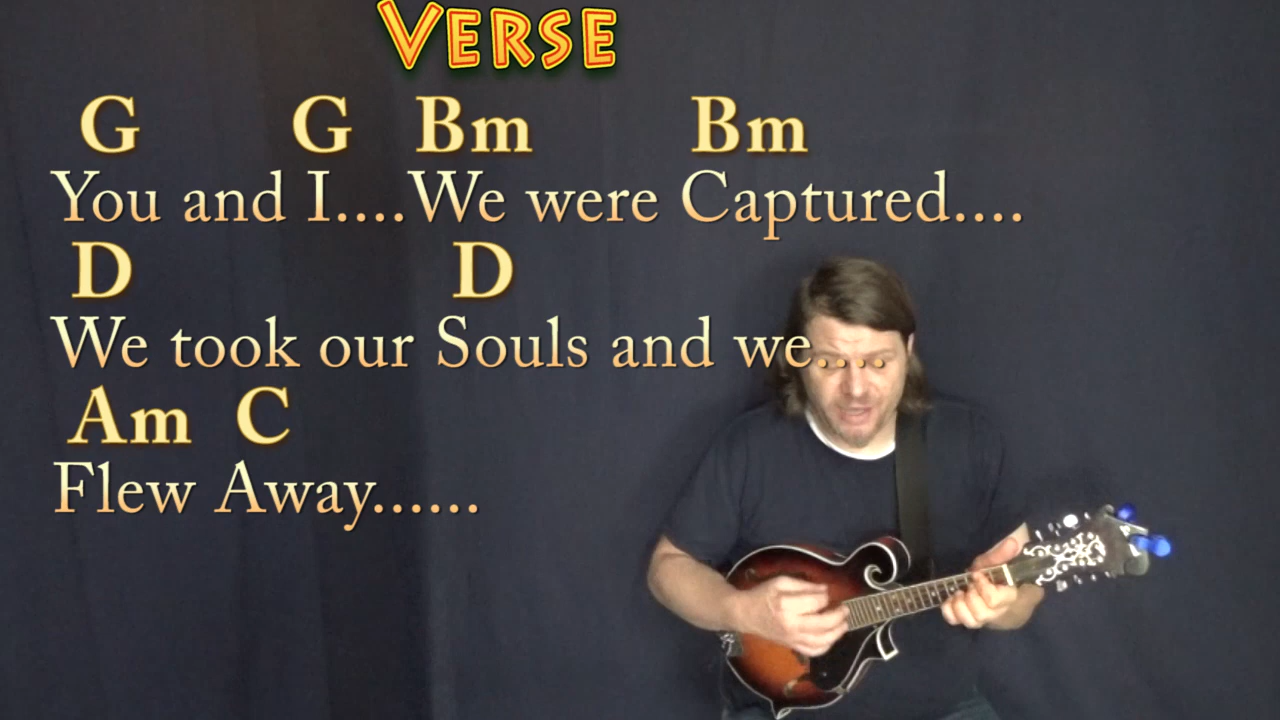 VERSE
G G Bm Bm
You and I....We were Captured....
D D
We took our Souls and we....
Am C
Flew Away......